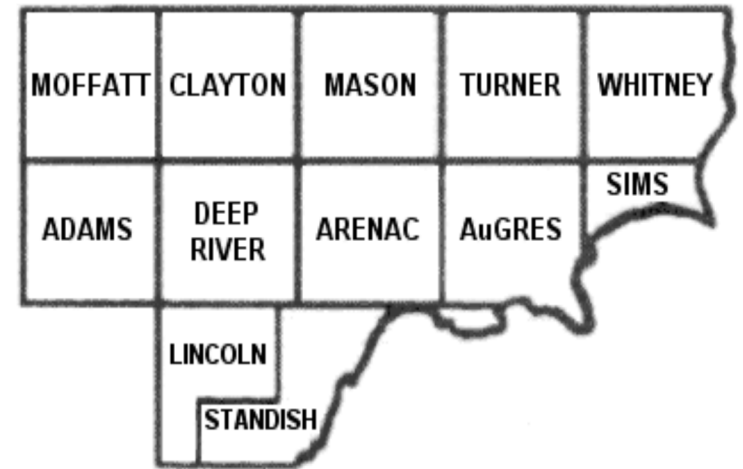 MOFFATT
CLAYTON
MASON
TURNER
WHITNEY
ADAMS
DEEP
RIVER
ARENAC
AuGRES
SIMS
LINCOLN
STANDISH